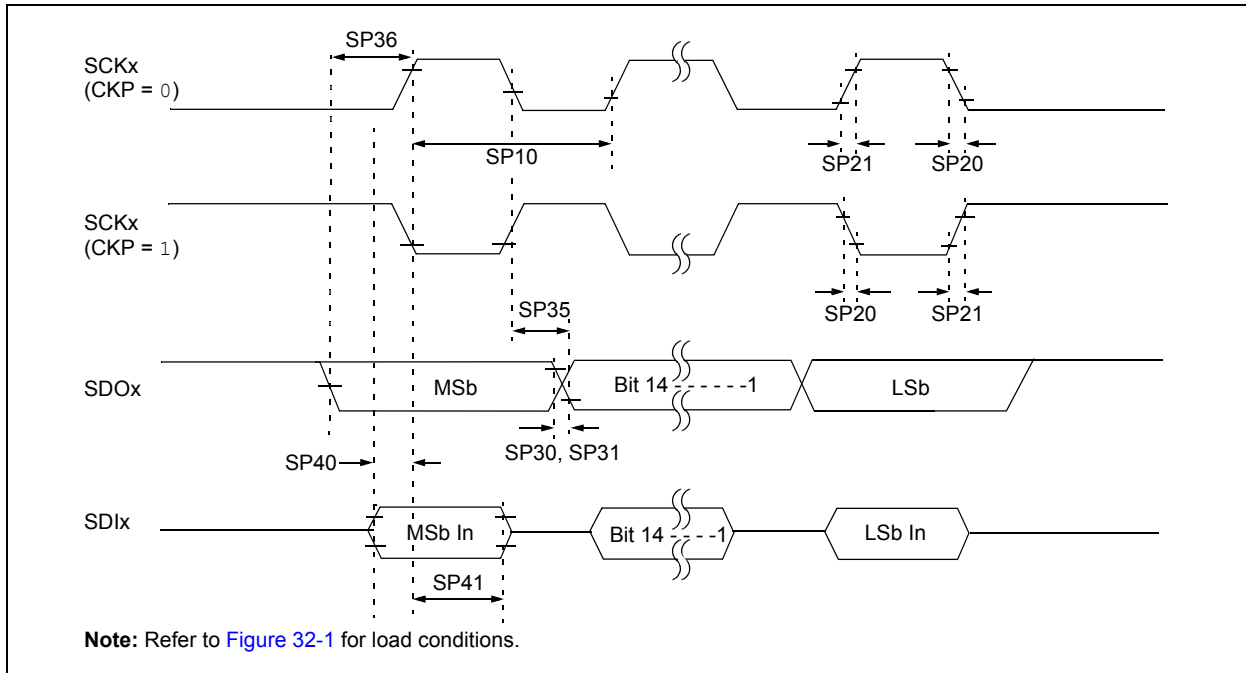 SP36
SCKx
(CKP = 0)
SP10
SP21
SP20
SCKx
(CKP = 1)
SP35
SP20
SP21
SDOx
MSb
Bit 14 - - - - - -1
LSb
SP40
SP30, SP31
SDIx
MSb In
Bit 14 - - - - -1
LSb In
SP41
Note: Refer to Figure 32-1 for load conditions.